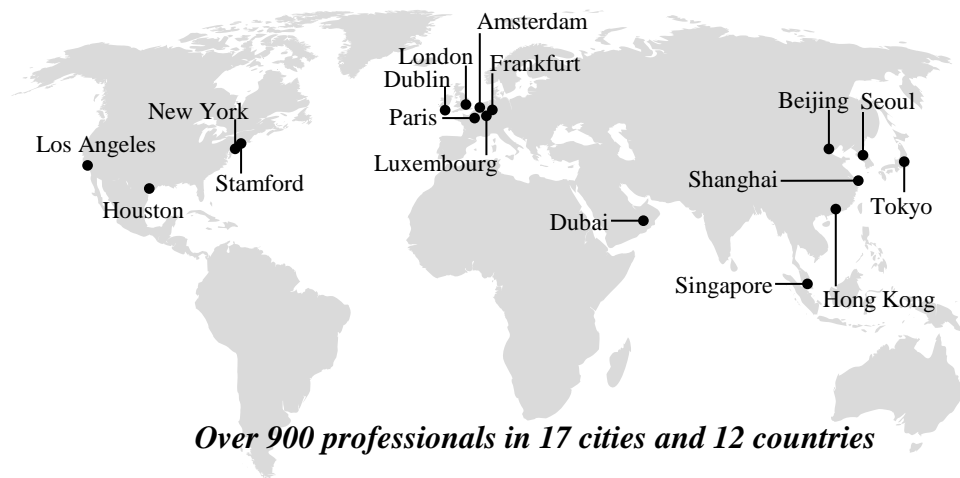 Amsterdam
London
Frankfurt
Dublin
Paris
Luxembourg
New York
Los Angeles
Stamford
Houston
Beijing
Seoul
Shanghai
Tokyo
Dubai
Singapore
Hong Kong
Over 900 professionals in 17 cities and 12 countries